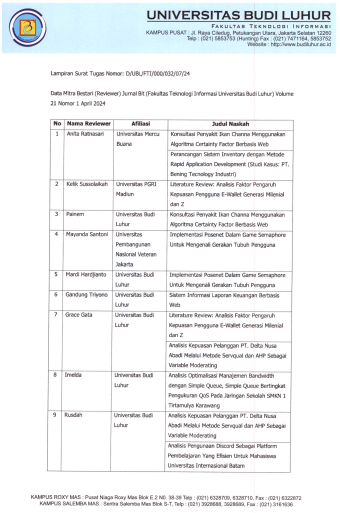 UNIVERSITAS BUDI LUHUR
FAKULTAS TEKNOLOGI INFORMASI
KAMPUS PUSAT : Jl. Raya Ciledug, Petukangan Utara, Jakarta Selatan 12260
Telp : (021) 5853753 (Hunting) Fax : (021) 7471164, 5853752
Website : http://www.budiluhur.ac.id
Lampiran Surat Tugas Nomor: D/UBL/FTI/000/032/07/24
Data Mitra Bestari (Reviewer) Jurnal Bit (Fakultas Teknologi Informasi Universitas Budi Luhur) Volume
21 Nomor 1 April 2024
No Nama Reviewer Afiliasi Judul Naskah
1 Anita Ratnasari Universitas Mercu Konsultasi Penyakit Ikan Channa Menggunakan
Buana Algoritma Certainty Factor Berbasis Web
Perancangan Sistem Inventory dengan Metode
Rapid Application Development (Studi Kasus: PT.
Bening Tecnology Industri)
2 Kelik Sussolaikah Universitas PGRI Literature Review: Analisis Faktor Pengaruh
Madiun Kepuasan Pengguna E-Wallet Generasi Milenial
dan Z
3 Painem Universitas Budi Konsultasi Penyakit Ikan Channa Menggunakan
Luhur Algoritma Certainty Factor Berbasis Web
4 Mayanda Santoni Universitas Implementasi Posenet Dalam Game Semaphore
Pembangunan Untuk Mengenali Gerakan Tubuh Pengguna
Nasional Veteran
Jakarta
5 Mardi Hardjianto Universitas Budi Implementasi Posenet Dalam Game Semaphore
Luhur Untuk Mengenali Gerakan Tubuh Pengguna
6 Gandung Triyono Universitas Budi Sistem Informasi Laporan Keuangan Berbasis
Luhur Web
7 Grace Gata Universitas Budi Literature Review: Analisis Faktor Pengaruh
Luhur Kepuasan Pengguna E-Wallet Generasi Milenial
dan Z
Analisis Kepuasan Pelanggan PT. Delta Nusa
Abadi Melalui Metode Servqual dan AHP Sebagai
Variable Moderating
8 Imelda Universitas Budi Analisis Optimalisasi Manajemen Bandwidth
Luhur dengan Simple Queue, Simple Queue Bertingkat
Pengukuran QoS Pada Jaringan Sekolah SMKN 1
Tirtamulya Karawang
9 Rusdah Universitas Budi Analisis Kepuasan Pelanggan PT. Delta Nusa
Luhur Abadi Melalui Metode Servqual dan AHP Sebagai
Variable Moderating
Analisis Pengunaan Discord Sebagai Platform
Pembelajaran Yang Efisien Untuk Mahasiswa
Universitas Internasional Batam
KAMPUS ROXY MAS : Pusat Niaga Roxy Mas Blok E.2 N0. 38-39 Telp : (021) 6328709, 6328710, Fax : (021) 6322872
KAMPUS SALEMBA MAS : Sentra Salemba Mas Blok S-T, Telp : (021) 3928688, 3928689, Fax : (021) 3161636